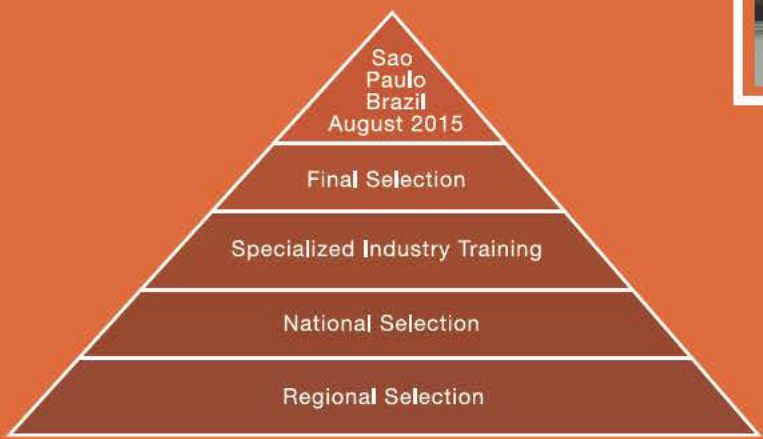 Sao
Paulo
Brazil
August 2015
Final Selection
Specialized Industry Training
National Selection
Regional Selection